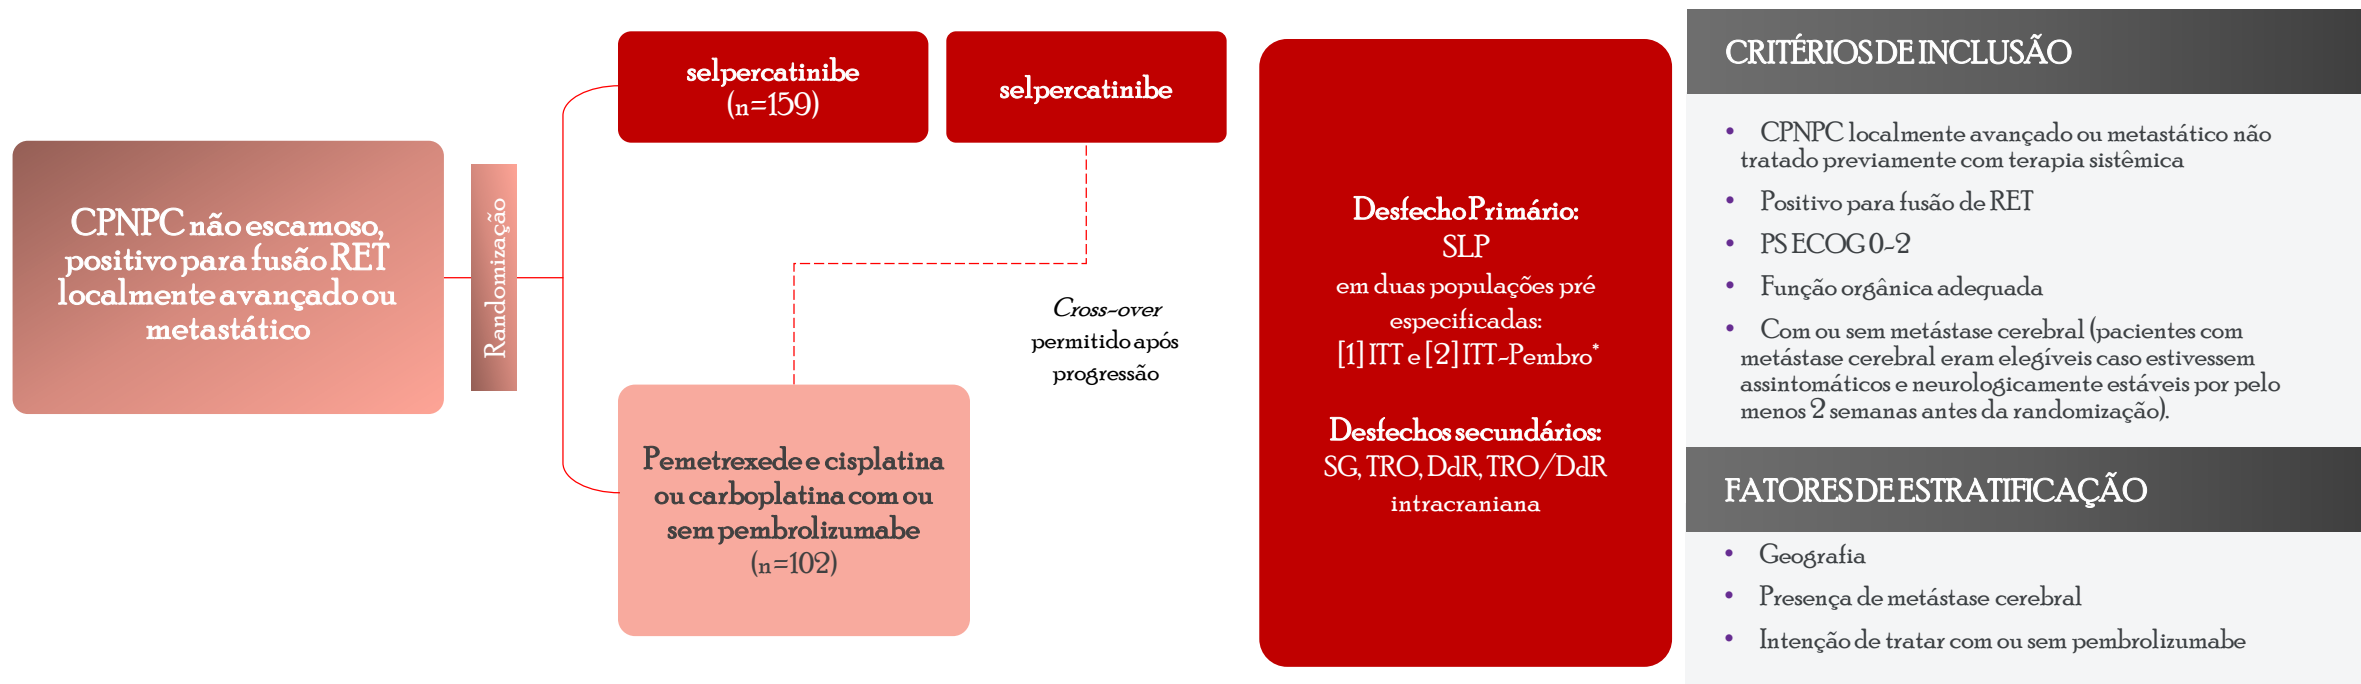 CPNPC não escamoso,
positivo para fusão RET
localmente avançado ou
metastático
Randomização
selpercatinibe
(n=159)
selpercatinibe
Cross-over
permitido após
progressão
Pemetrexede e cisplatina
ou carboplatina com ou
sem pembrolizumabe
(n=102)
Desfecho Primário:
SLP
em duas populações pré
especificadas:
[1] ITT e [2] ITT-Pembro*
Desfechos secundários:
SG, TRO, DdR, TRO/DdR
intracraniana
CRITÉRIOS DE INCLUSÃO
• CPNPC localmente avançado ou metastático não
tratado previamente com terapia sistêmica
• Positivo para fusão de RET
• PS ECOG 0-2
• Função orgânica adequada
• Com ou sem metástase cerebral (pacientes com
metástase cerebral eram elegíveis caso estivessem
assintomáticos e neurologicamente estáveis por pelo
menos 2 semanas antes da randomização).
FATORES DE ESTRATIFICAÇÃO
• Geografia
• Presença de metástase cerebral
• Intenção de tratar com ou sem pembrolizumabe